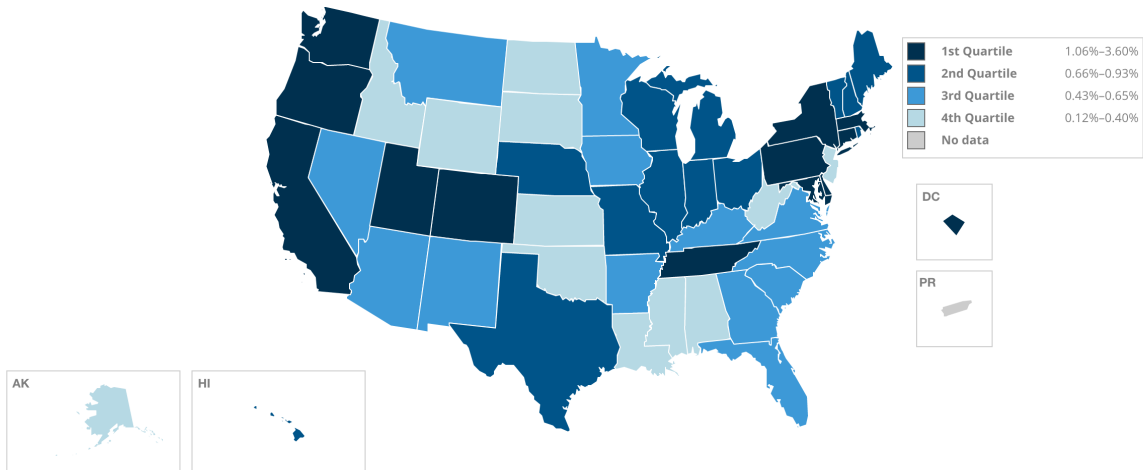 1st Quartile 1.06%–3.60%
2nd Quartile 0.66%–0.93%
3rd Quartile 0.43%–0.65%
4th Quartile 0.12%–0.40%
No data
DC
PR
AK
HI